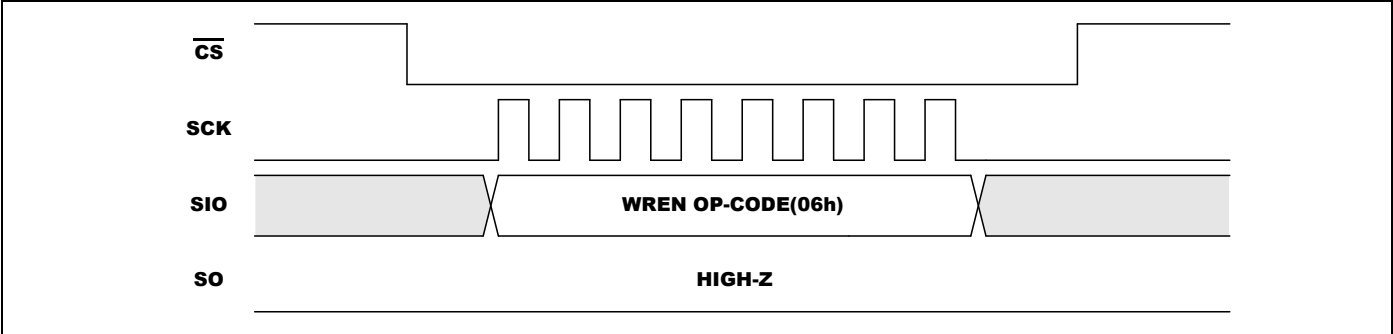 CS
SCK
SIO
WREN OP-CODE(06h)
SO
HIGH-Z